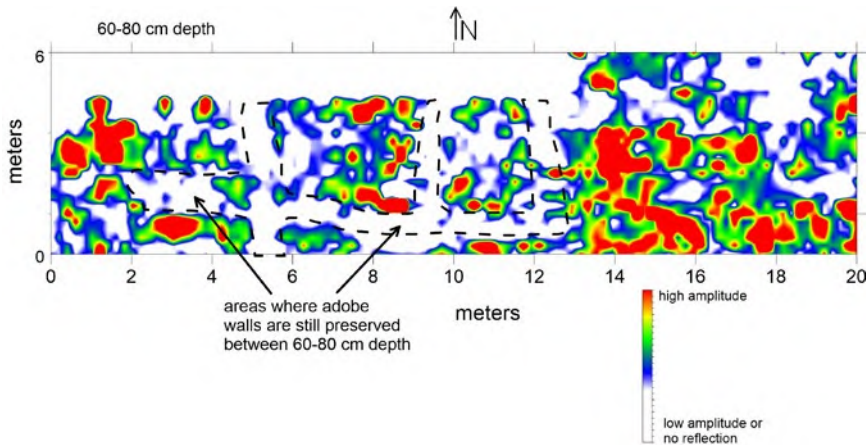 60-80 cm depth
N
6
meters
0
0 2 4 6 8 10 12 14 16 18 20
areas where adobe
walls are still preserved
between 60-80 cm depth
meters
high amplitude
low amplitude or
no reflection